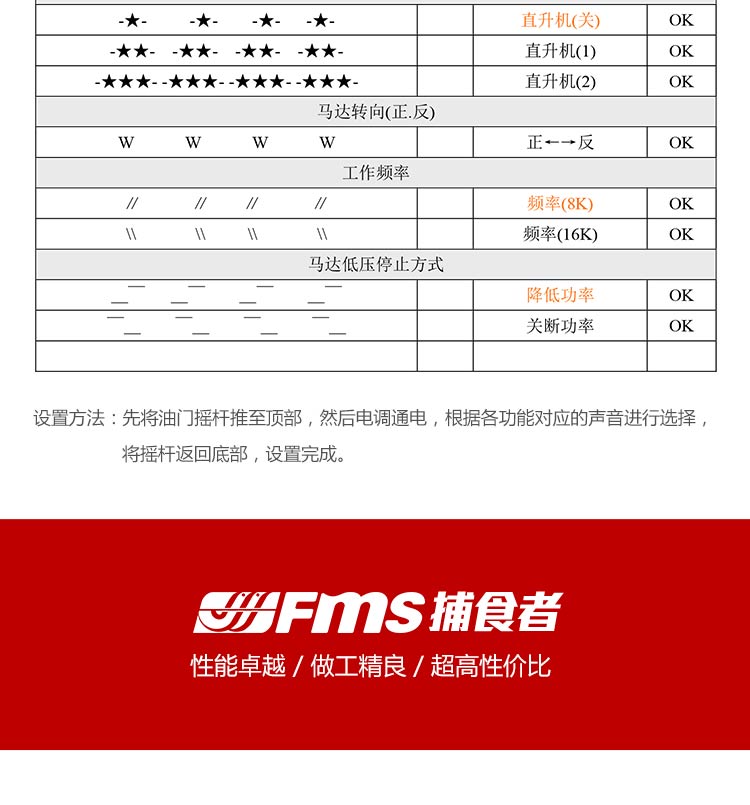 -★- -★- -★- -★- 直升机(关) OK
-★★- -★★- -★★- -★★- 直升机(1) OK
-★★★- -★★★- -★★★- -★★★- 直升机(2) OK
马达转向(正.反)
W W W W 正←→反 OK
工作频率
// // // // 频率(8K) OK
\\ \\ \\ \\ 频率(16K) OK
马达低压停止方式
_— _— _— _— 降低功率 OK
—_ —_ —_ —_ 关断功率 OK
设置方法：先将油门摇杆推至顶部，然后电调通电，根据各功能对应的声音进行选择，
将摇杆返回底部，设置完成。
FMS 捕食者
性能卓越 / 做工精良 / 超高性价比